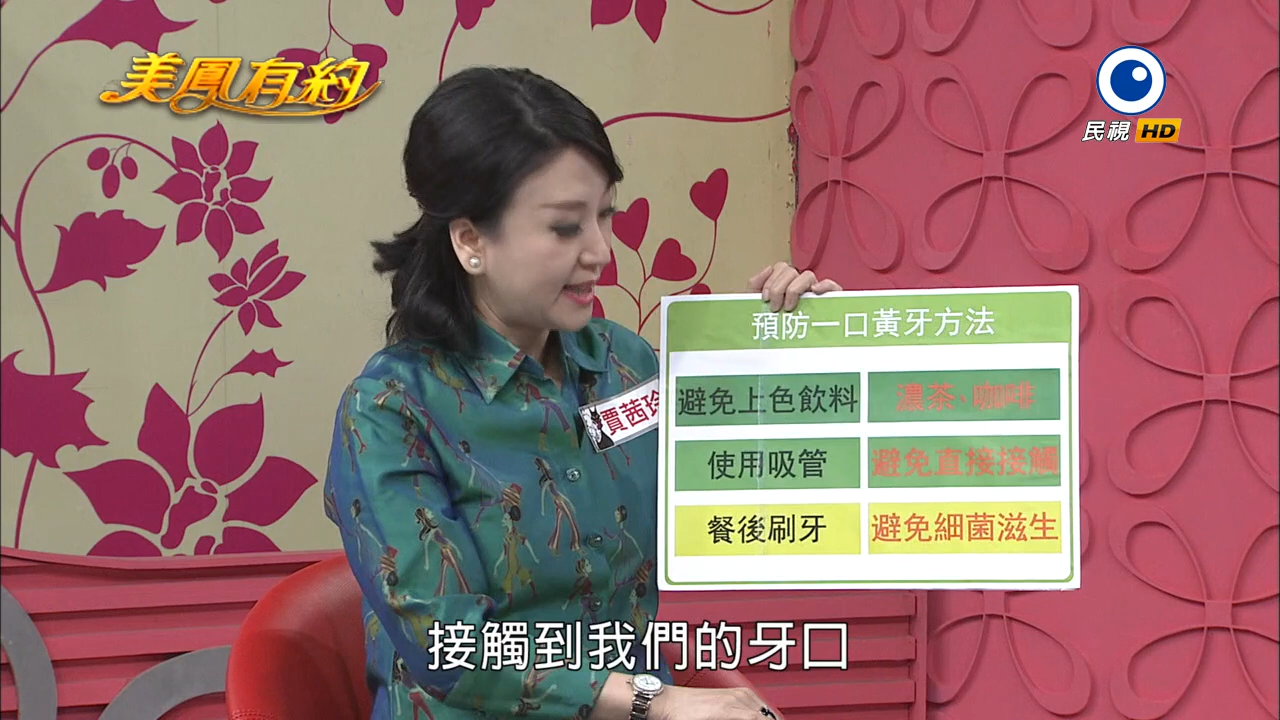 美鳳有約
民視 HD
預防一口黃牙方法
避免上色飲料 濃茶、咖啡
賈茜玲
使用吸管 避免直接接觸
餐後刷牙 避免細菌滋生
接觸到我們的牙口